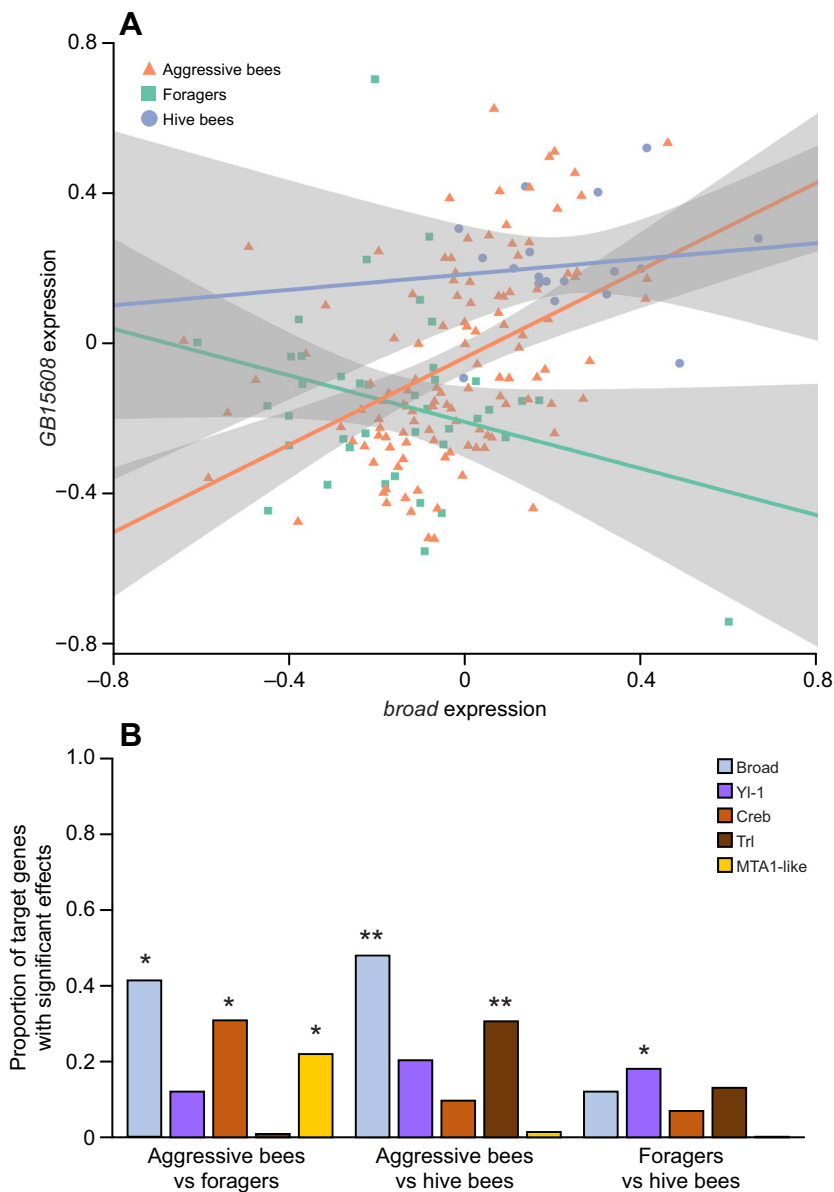 A
0.8
0.4
0
−0.4
−0.8
GB15608 expression
Aggressive bees
Foragers
Hive bees
−0.8
−0.4
0
0.4
0.8
broad expression
B
1.0
0.8
0.6
0.4
0.2
0
Proportion of target genes
with significant effects
Broad
Yl-1
Creb
Trl
MTA1-like
*
*
*
**
**
*
Aggressive bees
vs foragers
Aggressive bees
vs hive bees
Foragers
vs hive bees